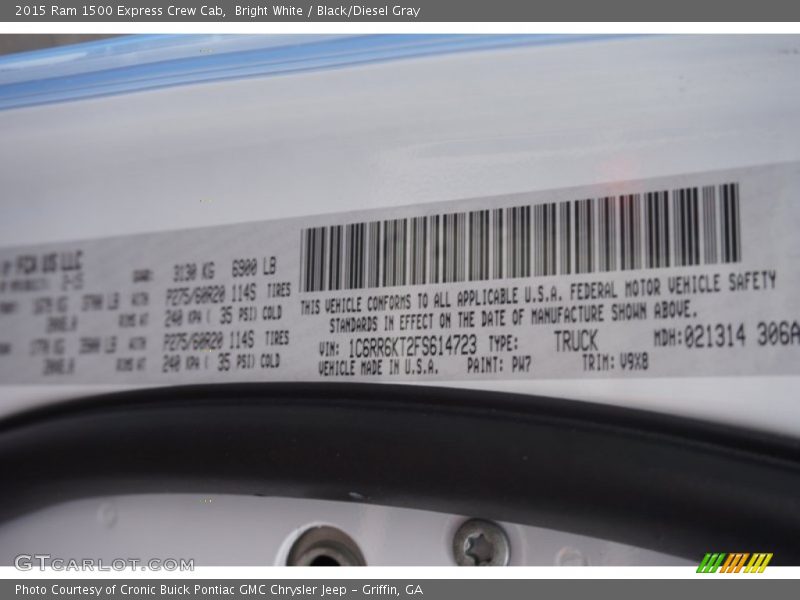 2015 Ram 1500 Express Crew Cab, Bright White / Black/Diesel Gray
FCA US LLC
3130 KG 6900 LB
P275/60R20 114S TIRES
240 KPA ( 35 PSI) COLD
P275/60R20 114S TIRES
240 KPA ( 35 PSI) COLD
THIS VEHICLE CONFORMS TO ALL APPLICABLE U.S.A. FEDERAL MOTOR VEHICLE SAFETY
STANDARDS IN EFFECT ON THE DATE OF MANUFACTURE SHOWN ABOVE.
VIN: 1C6RR6KT2FS614723 TYPE: TRUCK MDH:021314 306A
VEHICLE MADE IN U.S.A. PAINT: PW7 TRIM: V9X8
GTCARLOT.COM
Photo Courtesy of Cronic Buick Pontiac GMC Chrysler Jeep - Griffin, GA